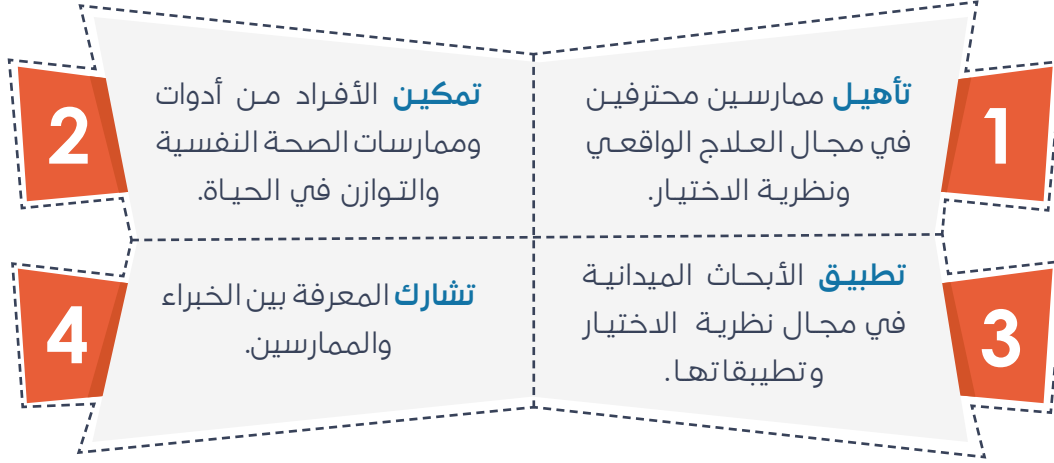 1
تأهيل ممارسين محترفين
في مجال العلاج الواقعي
ونظرية الاختيار.
2
تمكين الأفراد من أدوات
وممارسات الصحة النفسية
والتوازن في الحياة.
3
تطبيق الأبحاث الميدانية
في مجال نظرية الاختيار
وتطيبقاتها.
4
تشارك المعرفة بين الخبراء
والممارسين.